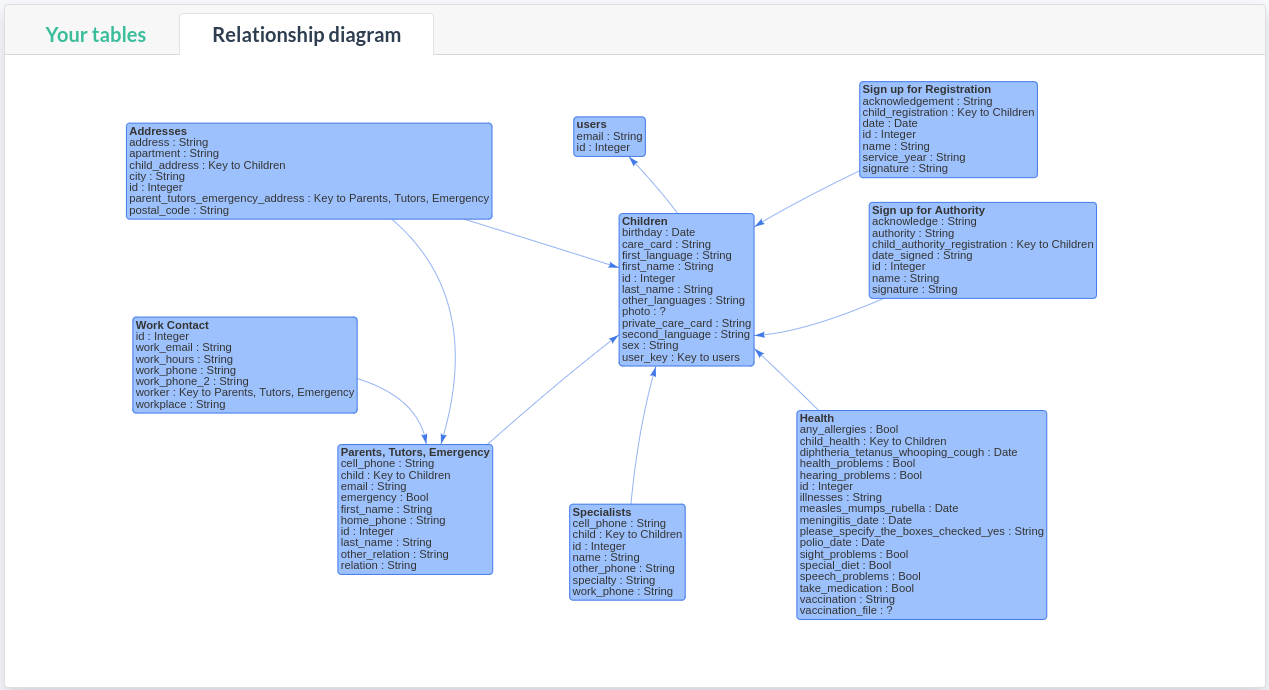 Your tables
Relationship diagram
Addresses
address : String
apartment : String
child_address : Key to Children
city : String
id : Integer
parent_tutors_emergency_address : Key to Parents, Tutors, Emergency
postal_code : String
users
email : String
id : Integer
Sign up for Registration
acknowledgement : String
child_registration : Key to Children
date : Date
id : Integer
name : String
service_year : String
signature : String
Children
birthday : Date
care_card : String
first_language : String
first_name : String
id : Integer
last_name : String
other_languages : String
photo : ?
private_care_card : String
second_language : String
sex : String
user_key : Key to users
Sign up for Authority
acknowledge : String
authority : String
child_authority_registration : Key to Children
date_signed : String
id : Integer
name : String
signature : String
Work Contact
id : Integer
work_email : String
work_hours : String
work_phone : String
work_phone_2 : String
worker : Key to Parents, Tutors, Emergency
workplace : String
Parents, Tutors, Emergency
cell_phone : String
child : Key to Children
email : String
emergency : Bool
first_name : String
home_phone : String
id : Integer
last_name : String
other_relation : String
relation : String
Specialists
cell_phone : String
child : Key to Children
id : Integer
name : String
other_phone : String
specialty : String
work_phone : String
Health
any_allergies : Bool
child_health : Key to Children
diphtheria_tetanus_whooping_cough : Date
health_problems : Bool
hearing_problems : Bool
id : Integer
illnesses : String
measles_mumps_rubella : Date
meningitis_date : Date
please_specify_the_boxes_checked_yes : String
polio_date : Date
sight_problems : Bool
special_diet : Bool
speech_problems : Bool
take_medication : Bool
vaccination : String
vaccination_file : ?